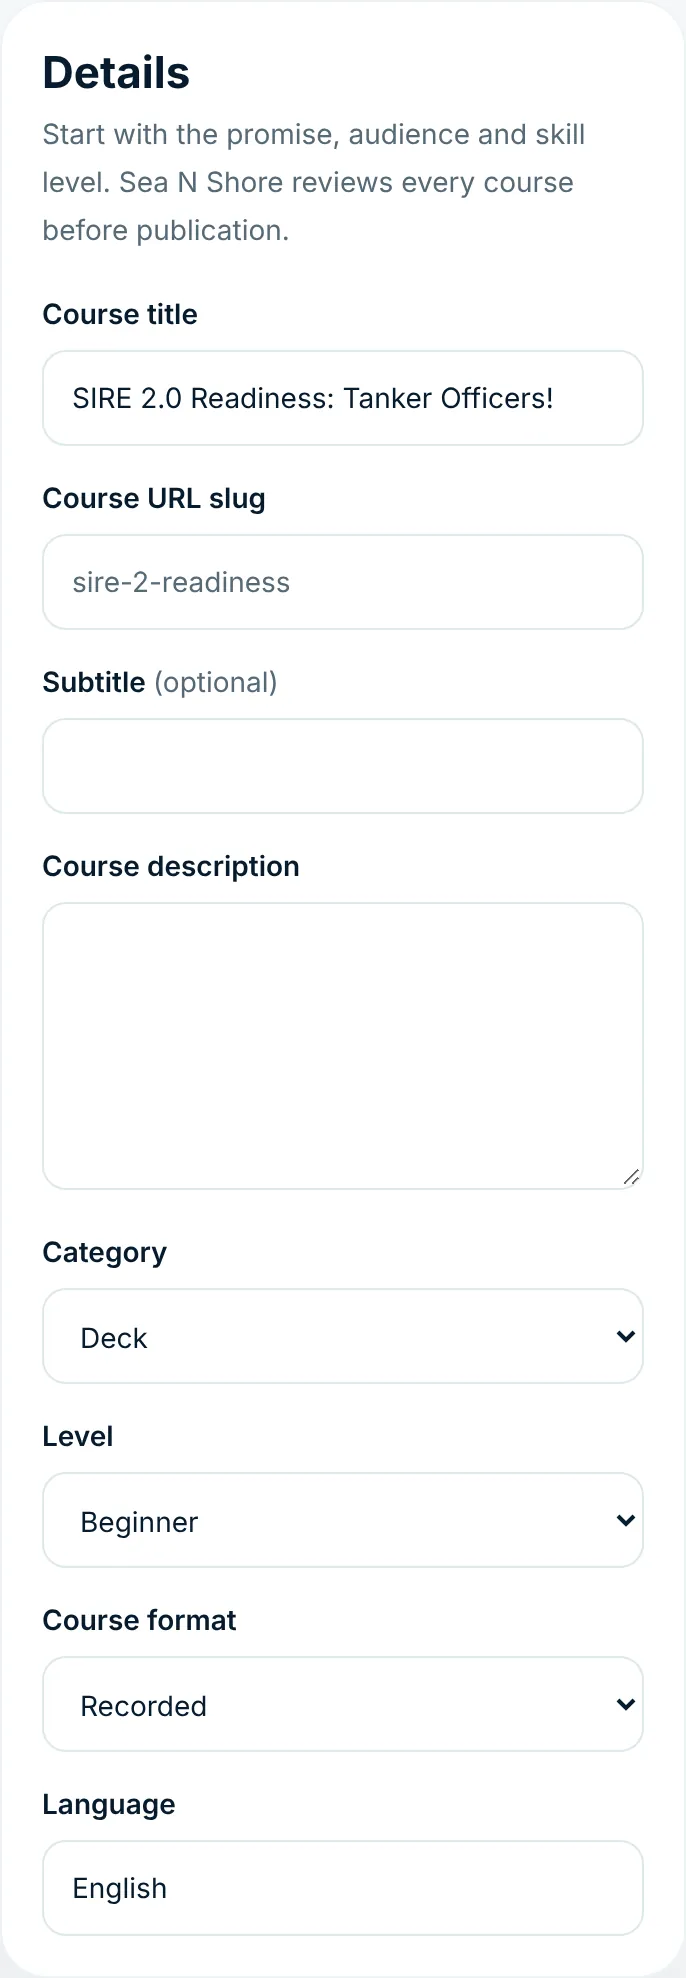 Details
Start with the promise, audience and skill
level. Sea N Shore reviews every course
before publication.
Course title
SIRE 2.0 Readiness: Tanker Officers!
Course URL slug
sire-2-readiness
Subtitle (optional)
Course description
Category
Deck
Level
Beginner
Course format
Recorded
Language
English